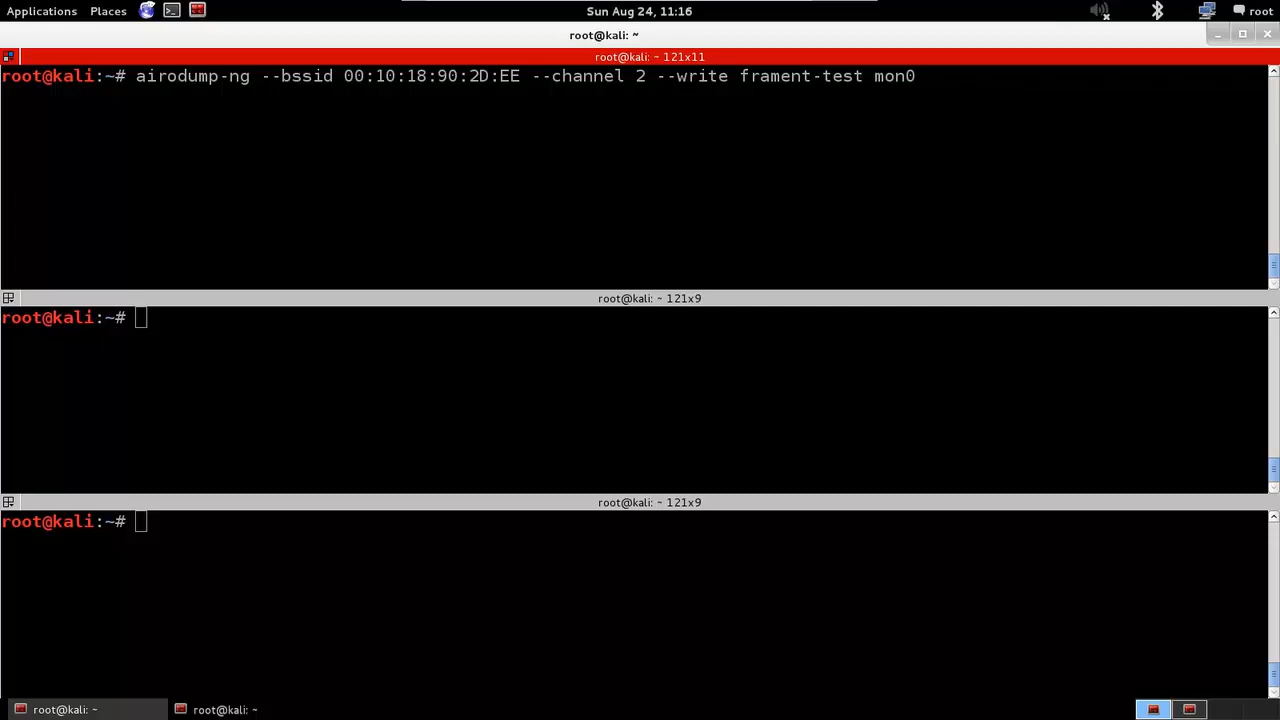 Applications Places Sun Aug 24, 11:16 root
root@kali: ~
root@kali: ~ 121x11
root@kali:~# airodump-ng --bssid 00:10:18:90:2D:EE --channel 2 --write frament-test mon0
root@kali: ~ 121x9
root@kali:~#
root@kali: ~ 121x9
root@kali:~#
root@kali: ~ root@kali: ~